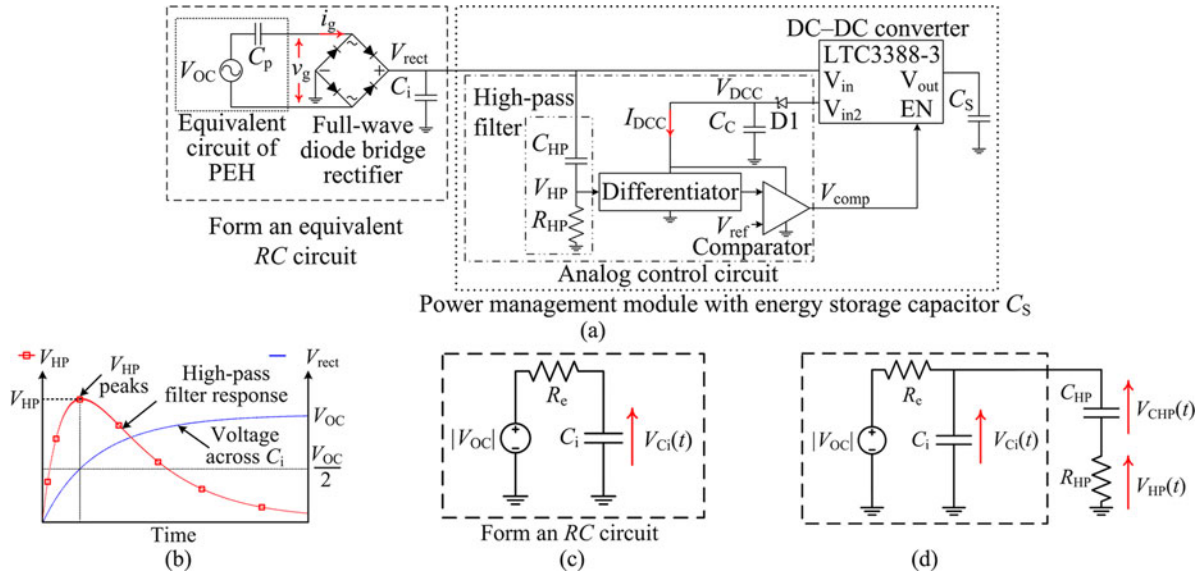 DC–DC converter
i_g
C_p
V_OC
v_g
V_rect
C_i
Equivalent
circuit of
PEH
Full-wave
diode bridge
rectifier
Form an equivalent
RC circuit
LTC3388-3
V_in
V_out
V_in2
EN
C_S
High-pass
filter
V_DCC
I_DCC
C_C
D1
C_HP
V_HP
R_HP
Differentiator
V_comp
V_ref
Comparator
Analog control circuit
Power management module with energy storage capacitor C_S
(a)
V_HP
V_rect
V_HP
V_HP
peaks
High-pass
filter response
V_OC
Voltage
across C_i
V_OC
2
Time
(b)
R_e
|V_OC|
C_i
V_Ci(t)
Form an RC circuit
(c)
R_e
|V_OC|
C_i
V_Ci(t)
C_HP
V_CHP(t)
R_HP
V_HP(t)
(d)